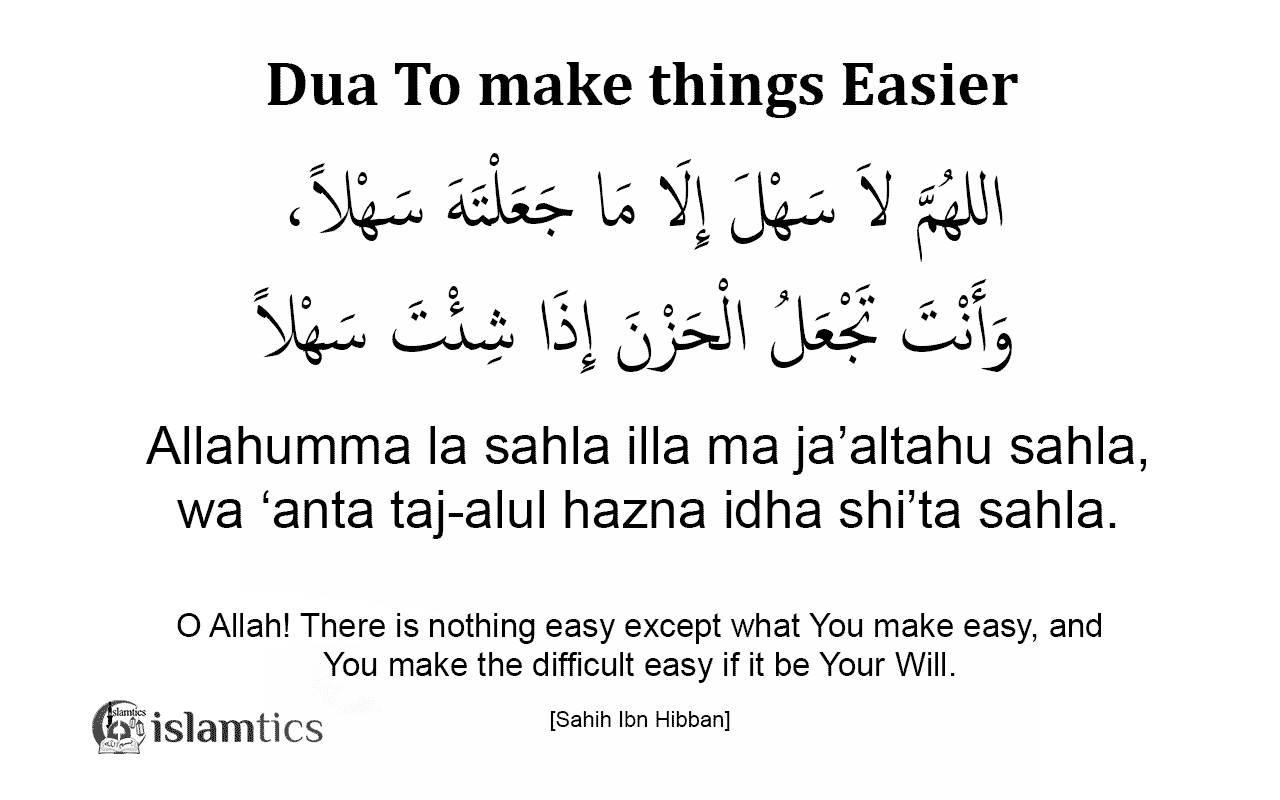 Dua To make things Easier
اللهُمَّ لاَ سَهْلَ إِلَا مَا جَعَلْتَهَ سَهْلاً،
وَأَنْتَ تَجْعَلُ الْحَزْنَ إِذَا شِئْتَ سَهْلاً
Allahumma la sahla illa ma ja’altahu sahla,
wa ‘anta taj-alul hazna idha shi’ta sahla.
O Allah! There is nothing easy except what You make easy, and
You make the difficult easy if it be Your Will.
[Sahih Ibn Hibban]
islamtics
islamtics